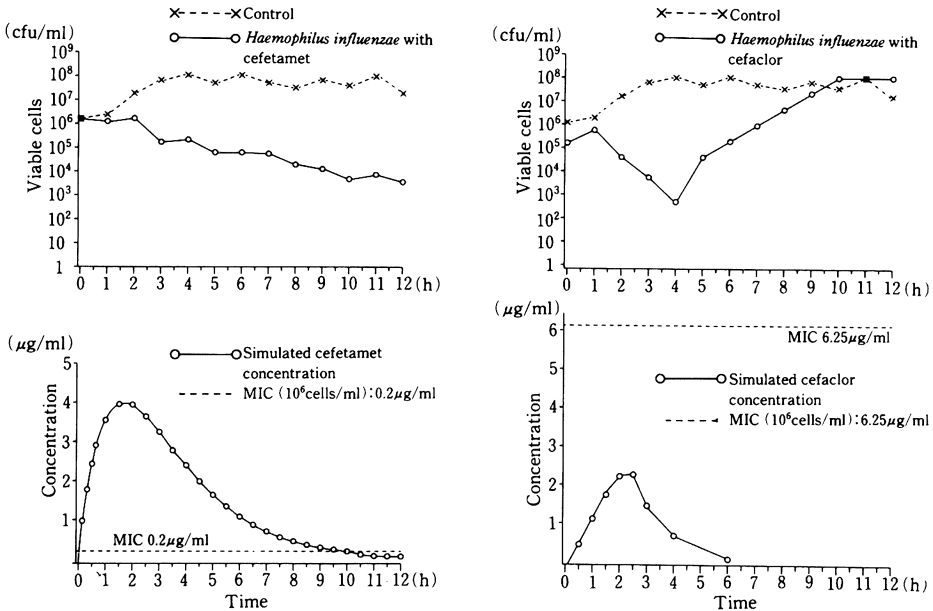 Control
Haemophilus influenzae with
cefetamet
(cfu/ml)
Viable cells
10⁹
10⁸
10⁷
10⁶
10⁵
10⁴
10³
10²
10
1
0 1 2 3 4 5 6 7 8 9 10 11 12 (h)
Control
Haemophilus influenzae with
cefaclor
(cfu/ml)
Viable cells
10⁹
10⁸
10⁷
10⁶
10⁵
10⁴
10³
10²
10
1
0 1 2 3 4 5 6 7 8 9 10 11 12 (h)
(μg/ml)
Concentration
5
4
3
2
1
Simulated cefetamet
concentration
MIC (10⁶cells/ml):0.2μg/ml
MIC 0.2μg/ml
0 1 2 3 4 5 6 7 8 9 10 11 12 (h)
Time
(μg/ml)
Concentration
6
5
4
3
2
1
MIC 6.25μg/ml
Simulated cefaclor
concentration
MIC (10⁶cells/ml):6.25μg/ml
0 1 2 3 4 5 6 7 8 9 10 11 12 (h)
Time